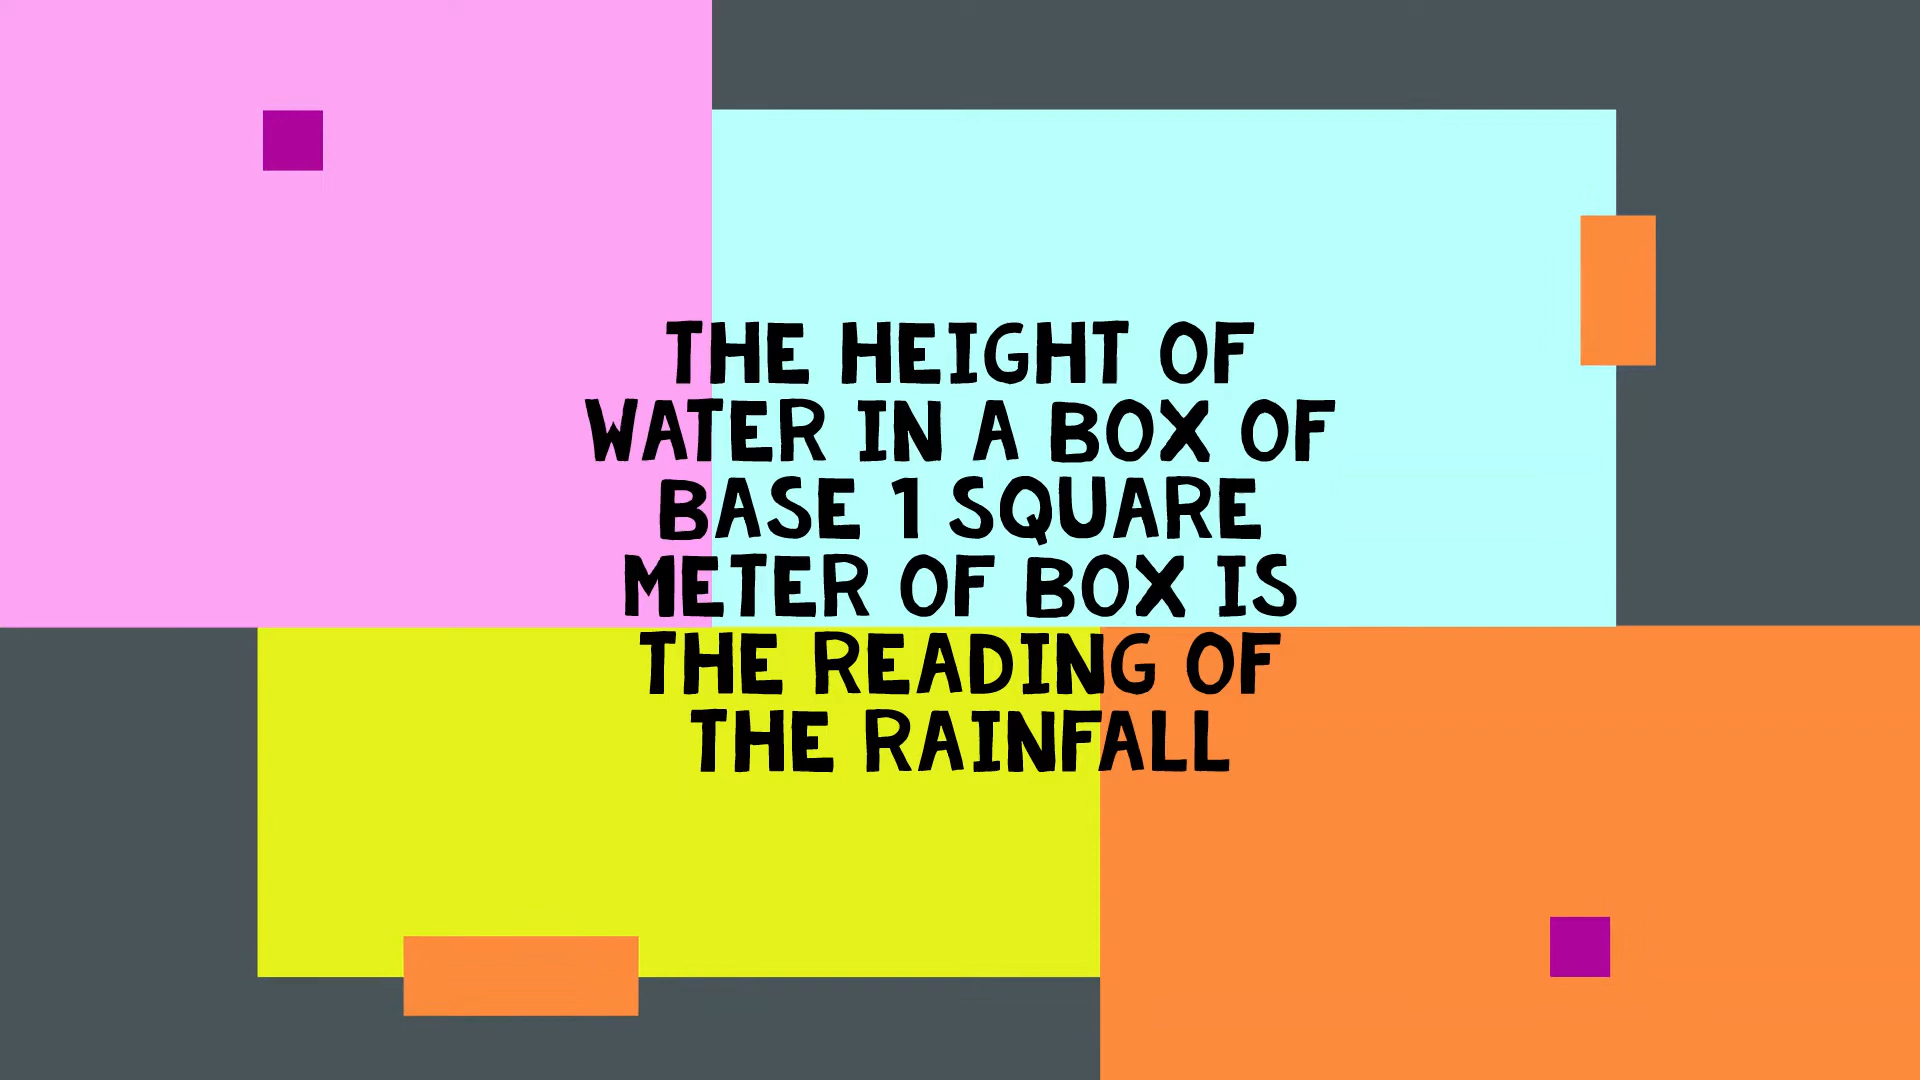 THE HEIGHT OF
WATER IN A BOX OF
BASE 1 SQUARE
METER OF BOX IS
THE READING OF
THE RAINFALL